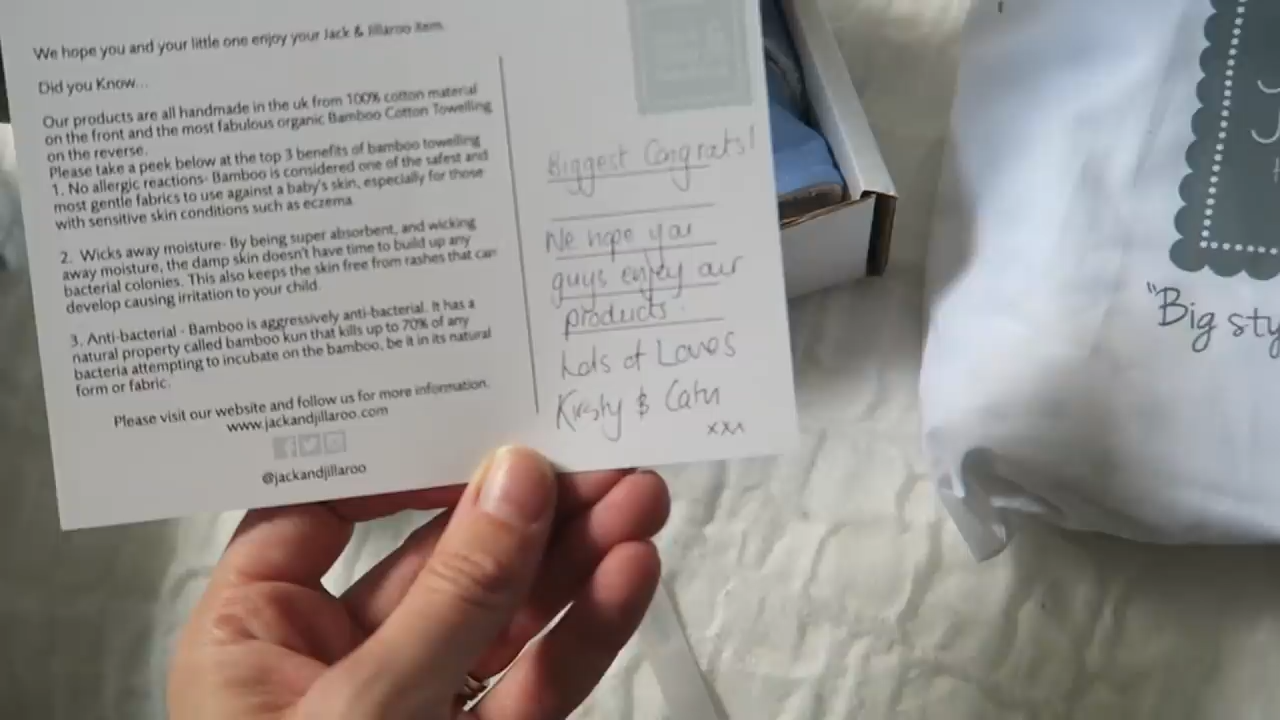 We hope you and your little one enjoy your Jack & Jillaroo item.
Did you Know...
Our products are all handmade in the uk from 100% cotton material
on the front and the most fabulous organic Bamboo Cotton Towelling
on the reverse.
Please take a peek below at the top 3 benefits of bamboo towelling
1. No allergic reactions- Bamboo is considered one of the safest and
most gentle fabrics to use against a baby's skin, especially for those
with sensitive skin conditions such as eczema
2. Wicks away moisture- By being super absorbent, and wicking
away moisture, the damp skin doesn't have time to build up any
bacterial colonies. This also keeps the skin free from rashes that can
develop causing irritation to your child.
3. Anti-bacterial - Bamboo is aggressively anti-bacterial. It has a
natural property called bamboo kun that kills up to 70% of any
bacteria attempting to incubate on the bamboo, be it in its natural
form or fabric.
Please visit our website and follow us for more information.
www.jackandjillaroo.com
@jackandjillaroo
Biggest Congrats!
We hope you
guys enjoy our
products.
Lots of Loves
Kirsty & Cath
xxx
"Big sty